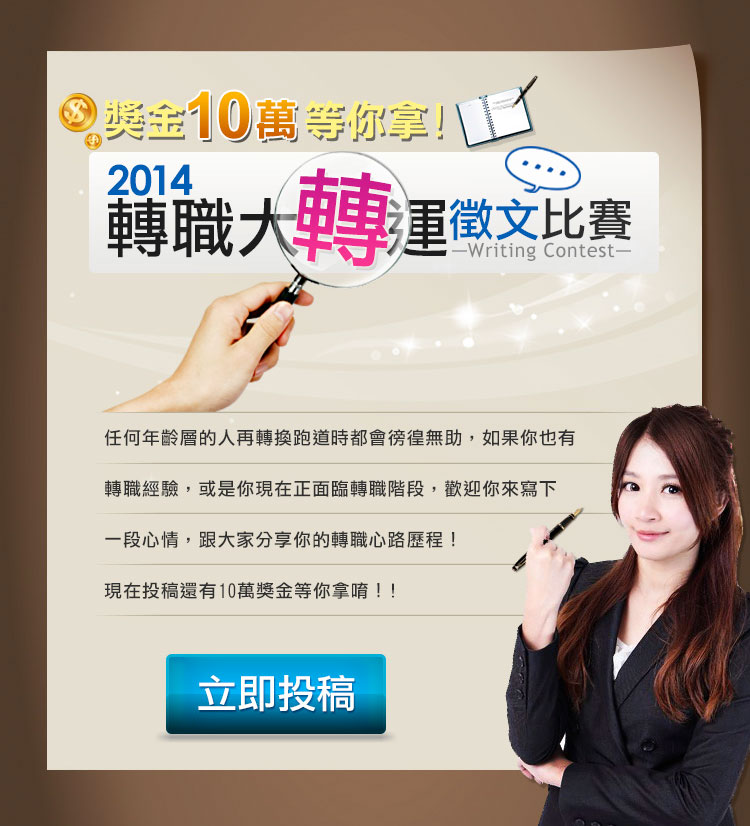 獎金10萬等你拿!
2014
轉職大轉運徵文比賽
—Writing Contest—
任何年齡層的人再轉換跑道時都會徬徨無助，如果你也有
轉職經驗，或是你現在正面臨轉職階段，歡迎你來寫下
一段心情，跟大家分享你的轉職心路歷程！
現在投稿還有10萬獎金等你拿唷！！
立即投稿